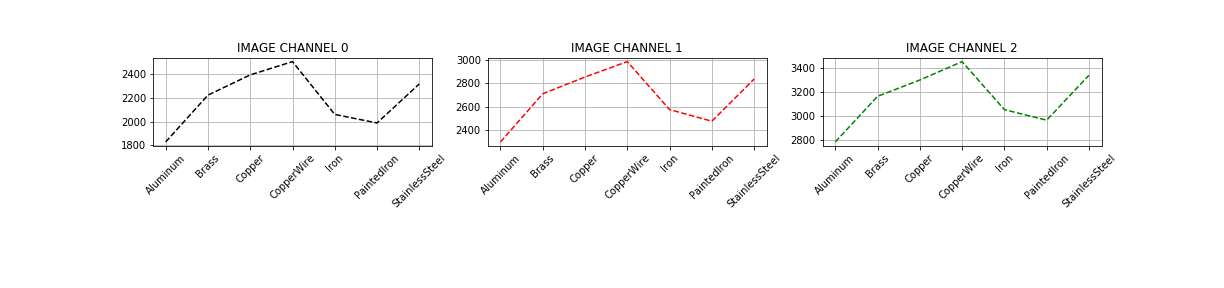 IMAGE CHANNEL 0
2400
2200
2000
1800
Aluminum
Brass
Copper
CopperWire
Iron
PaintedIron
StainlessSteel
IMAGE CHANNEL 1
3000
2800
2600
2400
Aluminum
Brass
Copper
CopperWire
Iron
PaintedIron
StainlessSteel
IMAGE CHANNEL 2
3400
3200
3000
2800
Aluminum
Brass
Copper
CopperWire
Iron
PaintedIron
StainlessSteel